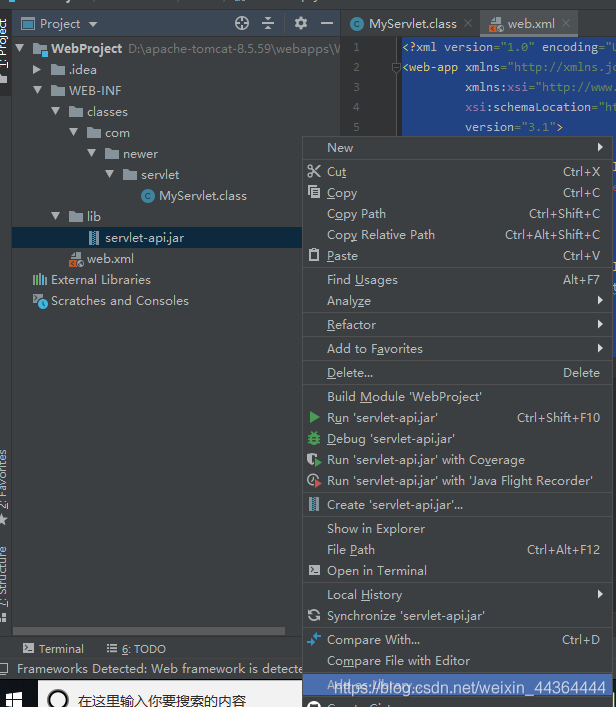 Project
MyServlet.class
web.xml
1: Project
WebProject D:\apache-tomcat-8.5.59\webapps\W
.idea
WEB-INF
classes
com
newer
servlet
MyServlet.class
lib
servlet-api.jar
web.xml
External Libraries
Scratches and Consoles
1 <?xml version="1.0" encoding="U
2 <web-app xmlns="http://xmlns.jc
3 xmlns:xsi="http://www.
4 xsi:schemaLocation="ht
5 version="3.1">
New
Cut Ctrl+X
Copy Ctrl+C
Copy Path Ctrl+Shift+C
Copy Relative Path Ctrl+Alt+Shift+C
Paste Ctrl+V
Find Usages Alt+F7
Analyze
Refactor
Add to Favorites
Delete... Delete
Build Module 'WebProject'
Run 'servlet-api.jar' Ctrl+Shift+F10
Debug 'servlet-api.jar'
Run 'servlet-api.jar' with Coverage
Run 'servlet-api.jar' with 'Java Flight Recorder'
Create 'servlet-api.jar'...
Show in Explorer
File Path Ctrl+Alt+F12
Open in Terminal
Local History
Synchronize 'servlet-api.jar'
Compare With... Ctrl+D
Compare File with Editor
Add as Library...
https://blog.csdn.net/weixin_44364444
2: Favorites
7: Structure
Terminal
6: TODO
Frameworks Detected: Web framework is detecte
在这里输入你要搜索的内容